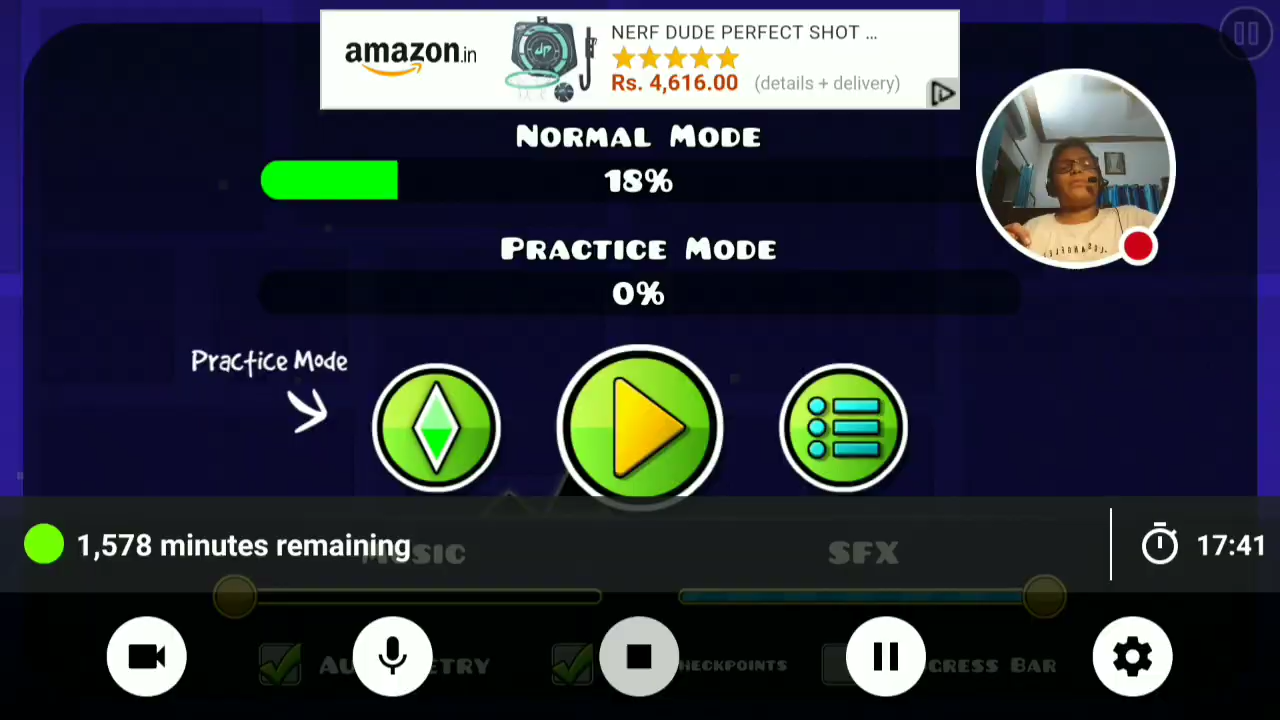 amazon.in
NERF DUDE PERFECT SHOT ...
Rs. 4,616.00 (details + delivery)
NORMAL MODE
18%
PRACTICE MODE
0%
Practice Mode
1,578 minutes remaining
SFX
17:41